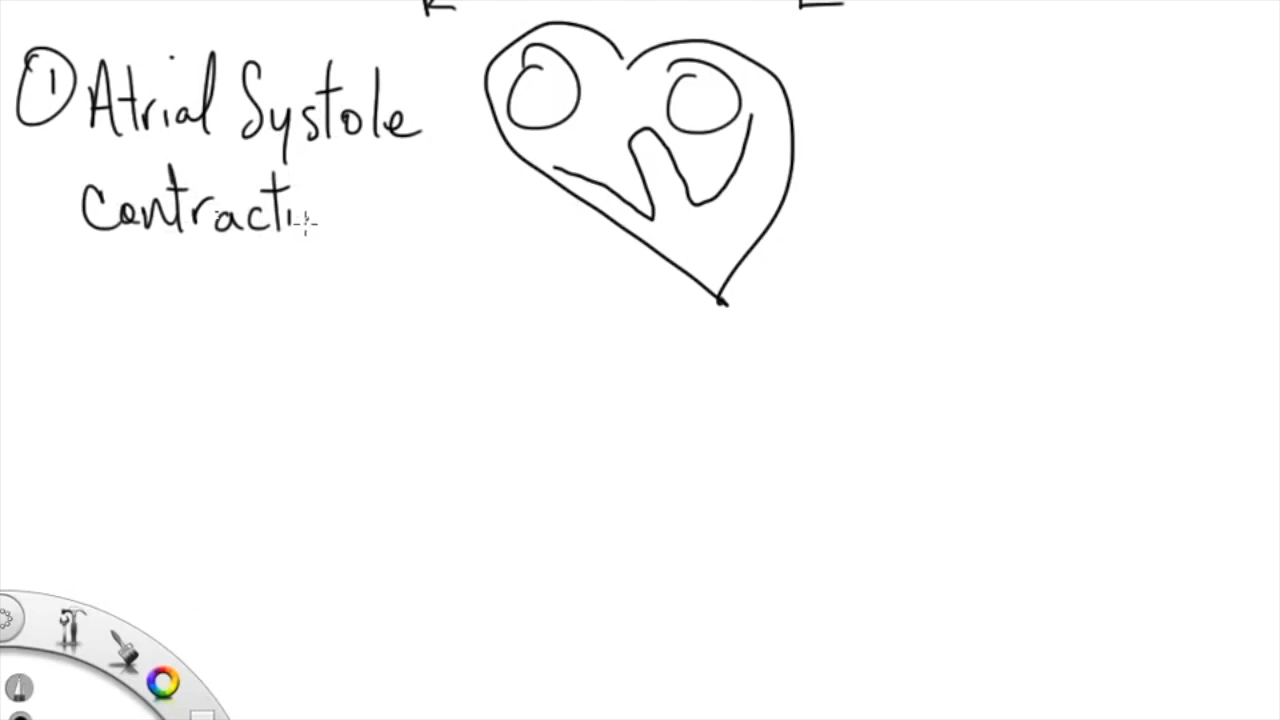 R L
① Atrial Systole
contracti